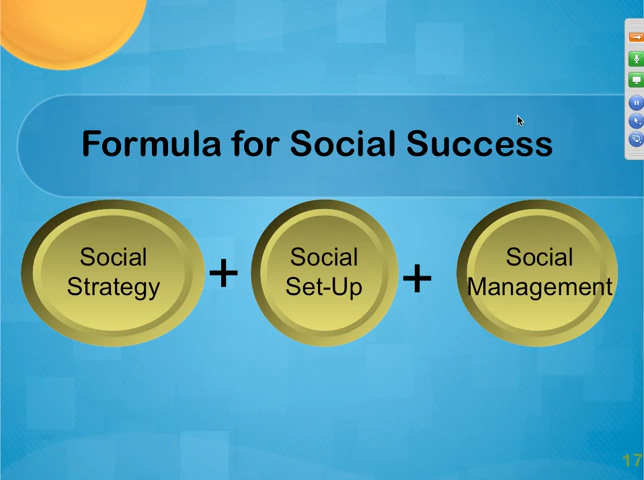 Formula for Social Success
Social
Strategy
+
Social
Set-Up
+
Social
Management
17